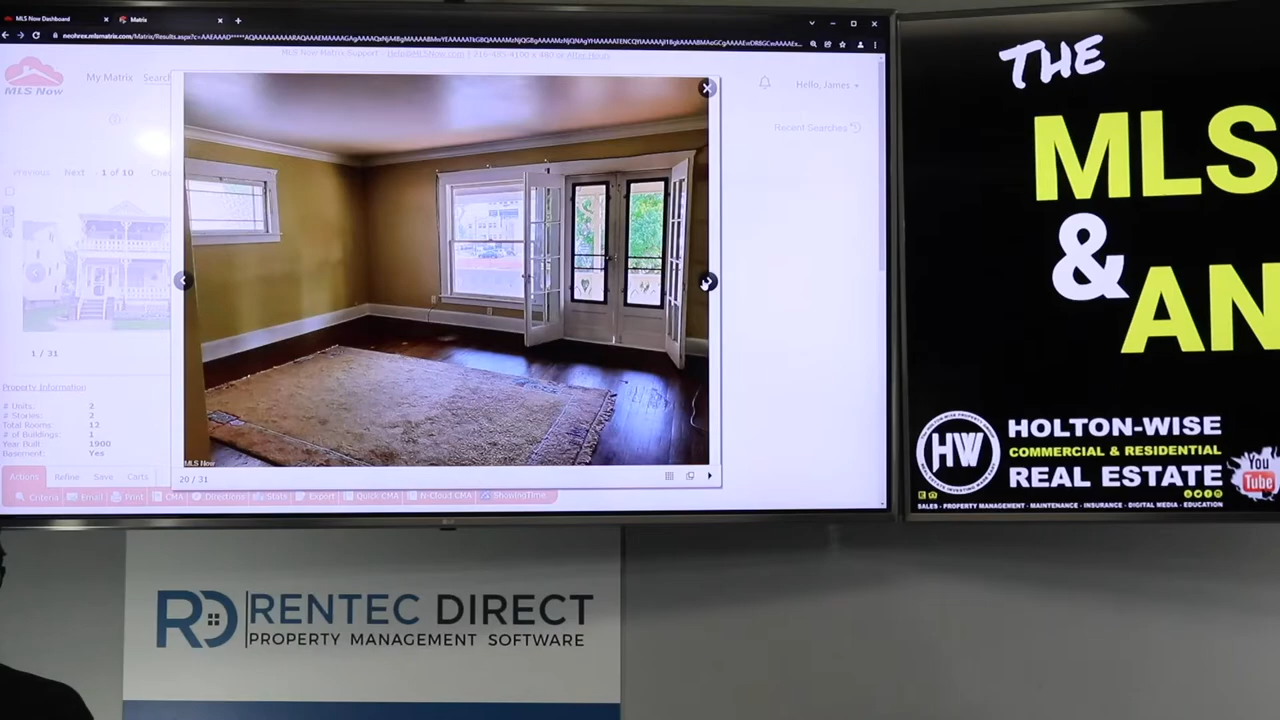 MLS Now Dashboard
Matrix
MLS Now
My Matrix
Hello, James
Recent Searches
Previous
Next
1 of 10
1 / 31
Property Information
# Units:
2
# Stories:
2
Total Rooms:
12
# of Buildings:
1
Year Built:
1900
Basement:
Yes
MLS Now
20 / 31
Actions
Refine
Save
Carts
Criteria
Email
Print
CMA
Directions
Stats
Export
Quick CMA
N-Cloud CMA
ShowingTime
THE
MLS
&
AN
HW
HOLTON-WISE
COMMERCIAL & RESIDENTIAL
REAL ESTATE
You
Tube
SALES - PROPERTY MANAGEMENT - MAINTENANCE - INSURANCE - DIGITAL MEDIA - EDUCATION
RD
RENTEC DIRECT
PROPERTY MANAGEMENT SOFTWARE